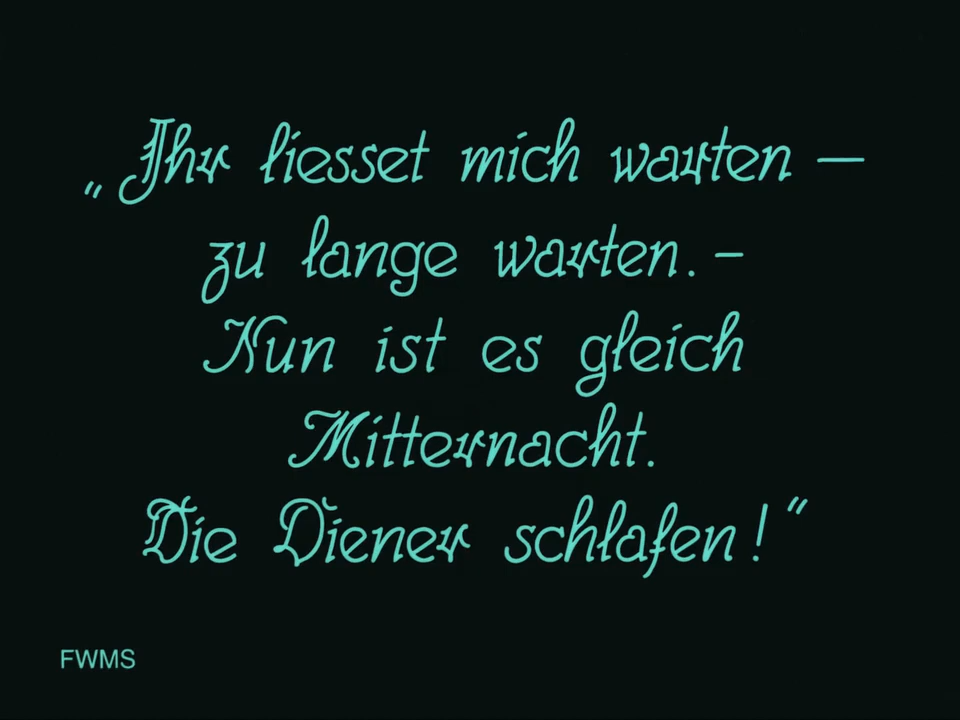 „Ihr liesset mich warten —
zu lange warten. –
Nun ist es gleich
Mitternacht.
Die Diener schlafen!“
FWMS